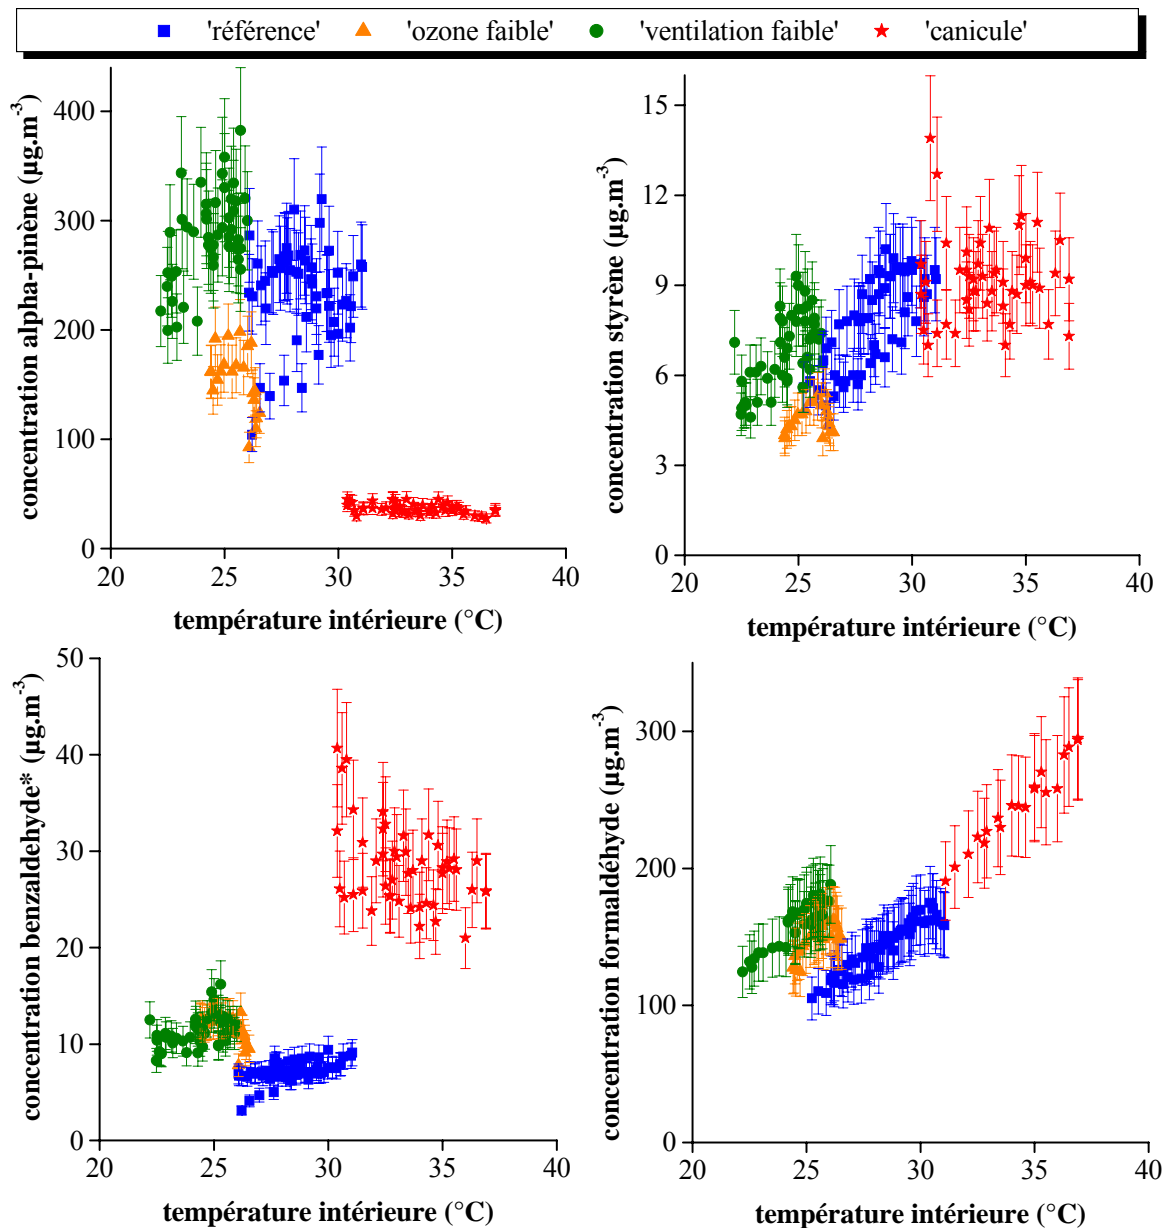 'référence' 'ozone faible' 'ventilation faible' 'canicule'
concentration alpha-pinène (µg.m-3)
400
300
200
100
0
20 25 30 35 40
température intérieure (°C)
concentration styrène (µg.m-3)
15
12
9
6
3
0
20 25 30 35 40
température intérieure (°C)
concentration benzaldehyde* (µg.m-3)
50
40
30
20
10
0
20 25 30 35 40
température intérieure (°C)
concentration formaldéhyde (µg.m-3)
300
200
100
0
20 25 30 35 40
température intérieure (°C)